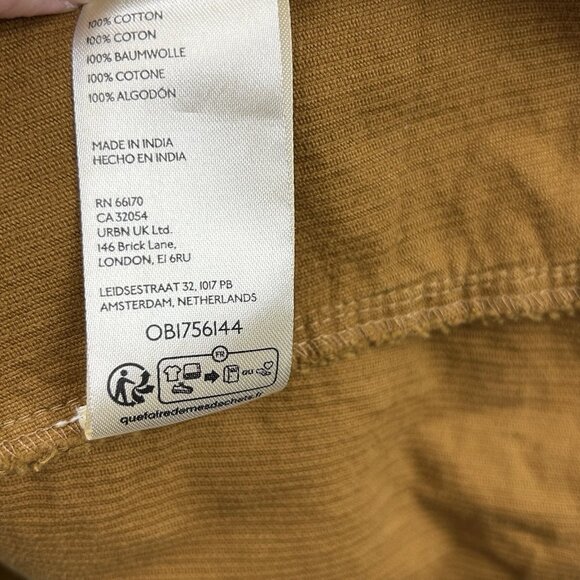 100% COTTON
100% COTON
100% BAUMWOLLE
100% COTONE
100% ALGODÓN
MADE IN INDIA
HECHO EN INDIA
RN 66170
CA 32054
URBN UK Ltd.
146 Brick Lane,
LONDON, E1 6RU
LEIDSESTRAAT 32, 1017 PB
AMSTERDAM, NETHERLANDS
OB1756144
FR
au
quefairedemesdechets.fr